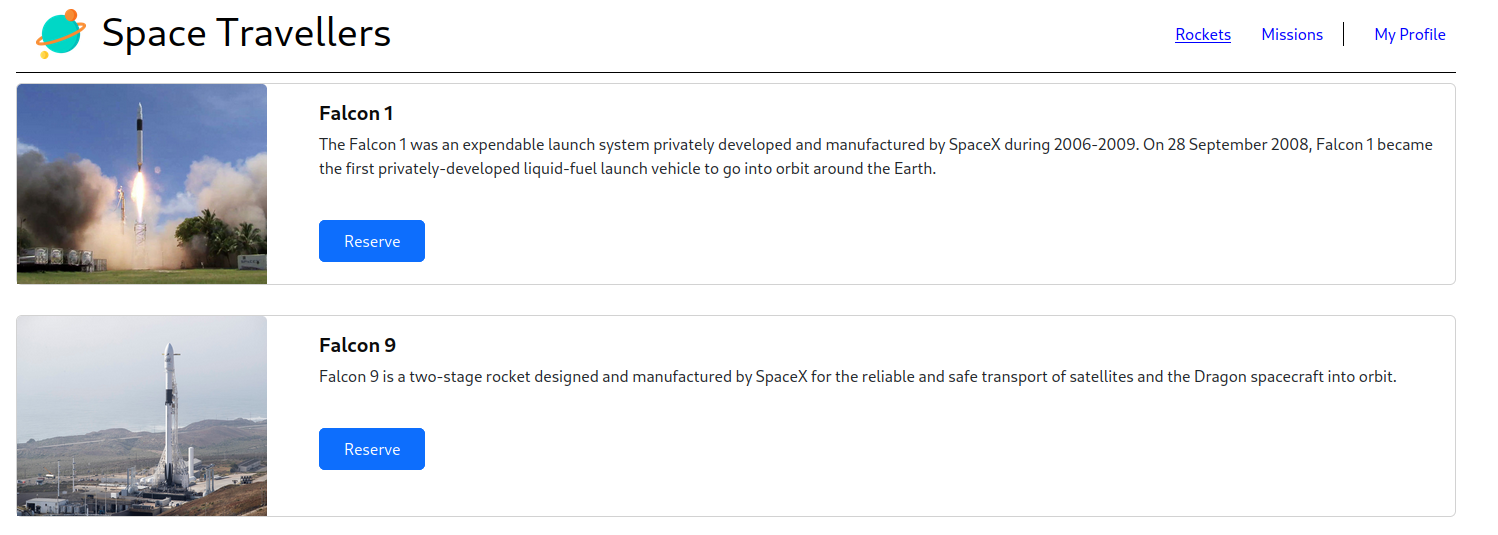 Space Travellers
Rockets
Missions
My Profile
Falcon 1
The Falcon 1 was an expendable launch system privately developed and manufactured by SpaceX during 2006-2009. On 28 September 2008, Falcon 1 became
the first privately-developed liquid-fuel launch vehicle to go into orbit around the Earth.
Reserve
Falcon 9
Falcon 9 is a two-stage rocket designed and manufactured by SpaceX for the reliable and safe transport of satellites and the Dragon spacecraft into orbit.
Reserve